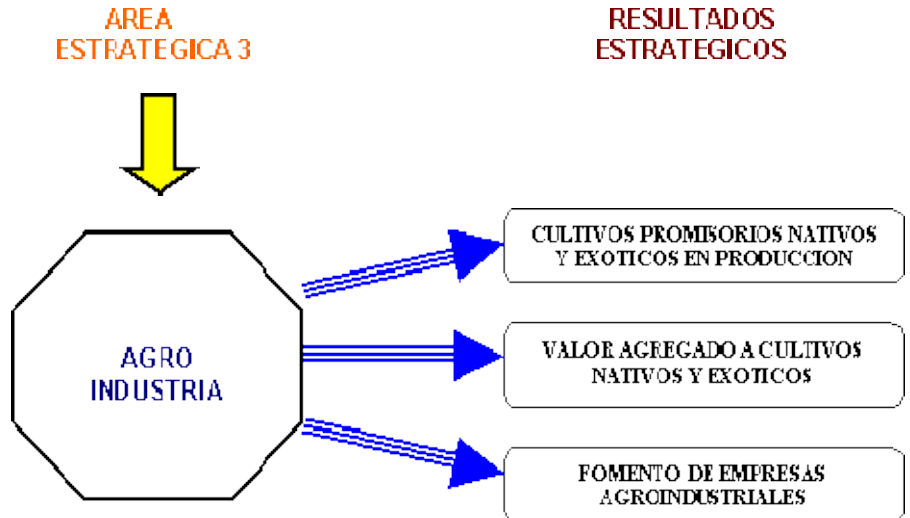 AREA
ESTRATEGICA 3
RESULTADOS
ESTRATEGICOS
AGRO
INDUSTRIA
CULTIVOS PROMISORIOS NATIVOS
Y EXOTICOS EN PRODUCCION
VALOR AGREGADO A CULTIVOS
NATIVOS Y EXOTICOS
FOMENTO DE EMPRESAS
AGROINDUSTRIALES